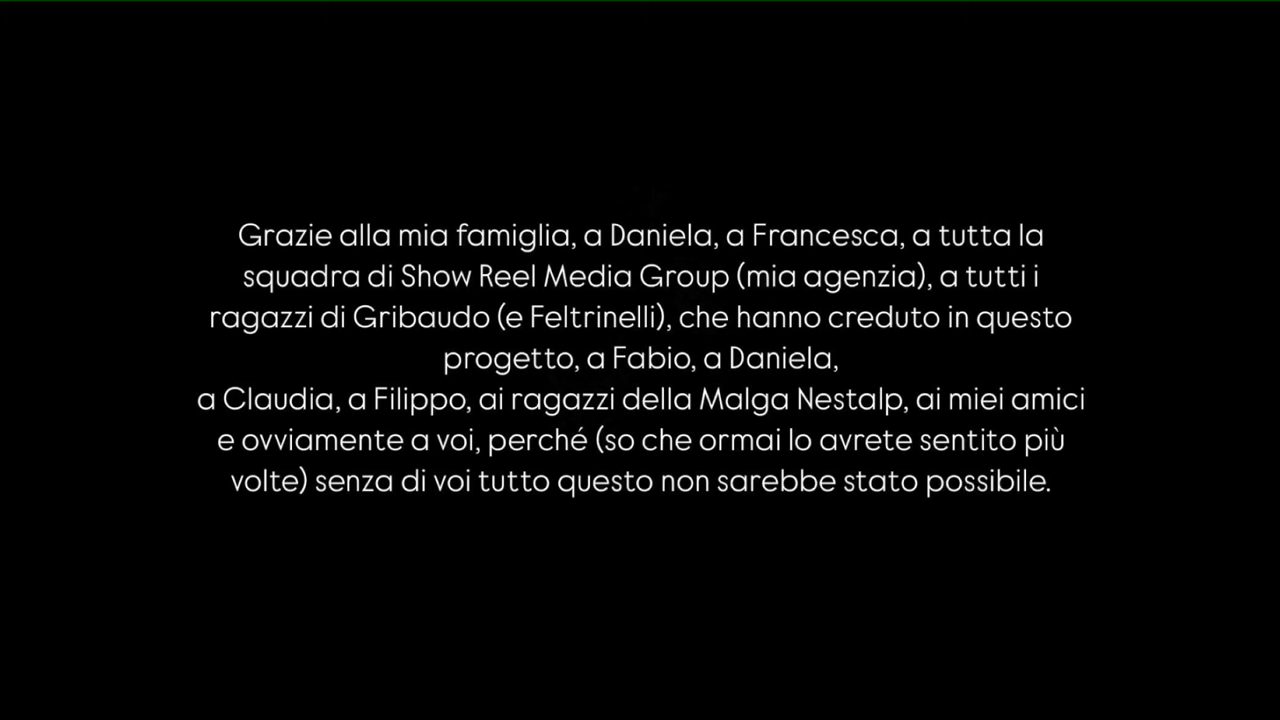 Grazie alla mia famiglia, a Daniela, a Francesca, a tutta la
squadra di Show Reel Media Group (mia agenzia), a tutti i
ragazzi di Gribaudo (e Feltrinelli), che hanno creduto in questo
progetto, a Fabio, a Daniela,
a Claudia, a Filippo, ai ragazzi della Malga Nestalp, ai miei amici
e ovviamente a voi, perché (so che ormai lo avrete sentito più
volte) senza di voi tutto questo non sarebbe stato possibile.